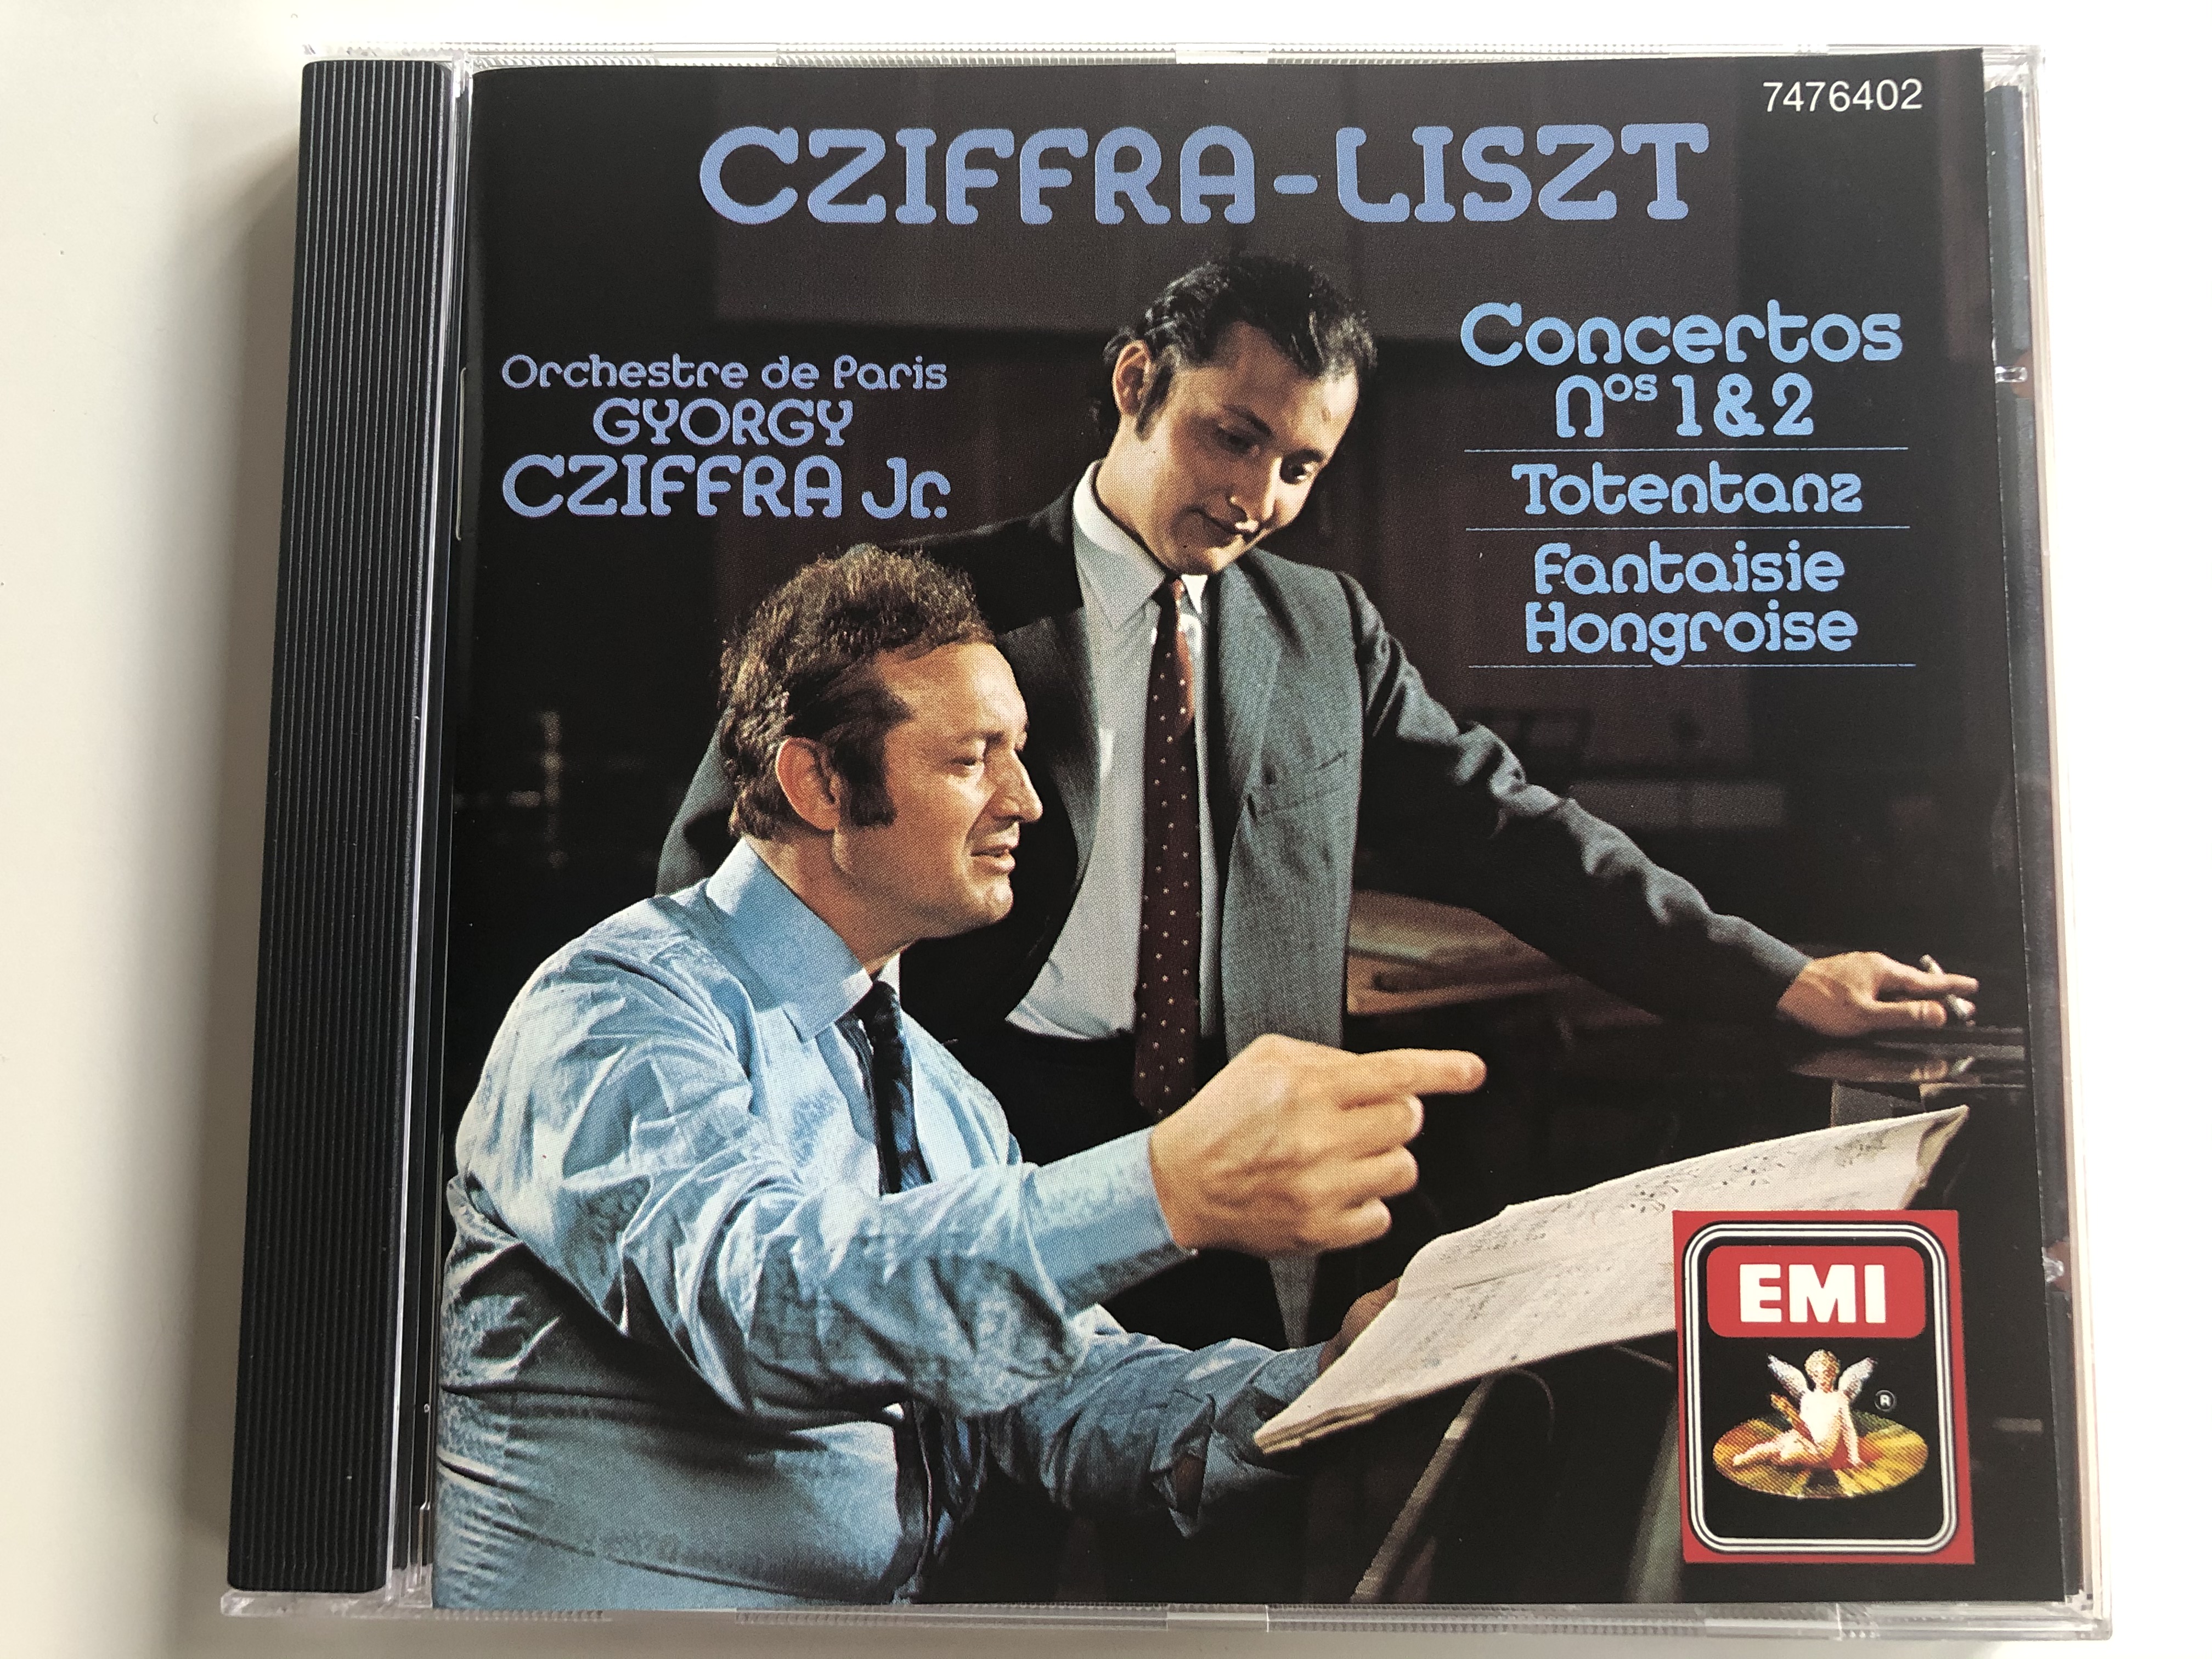 7476402
CZIFFRA-LISZT
Orchestre de Paris
GYORGY
CZIFFRA Jr.
Concertos
Nos 1 & 2
Totentanz
Fantaisie
Hongroise
EMI
®